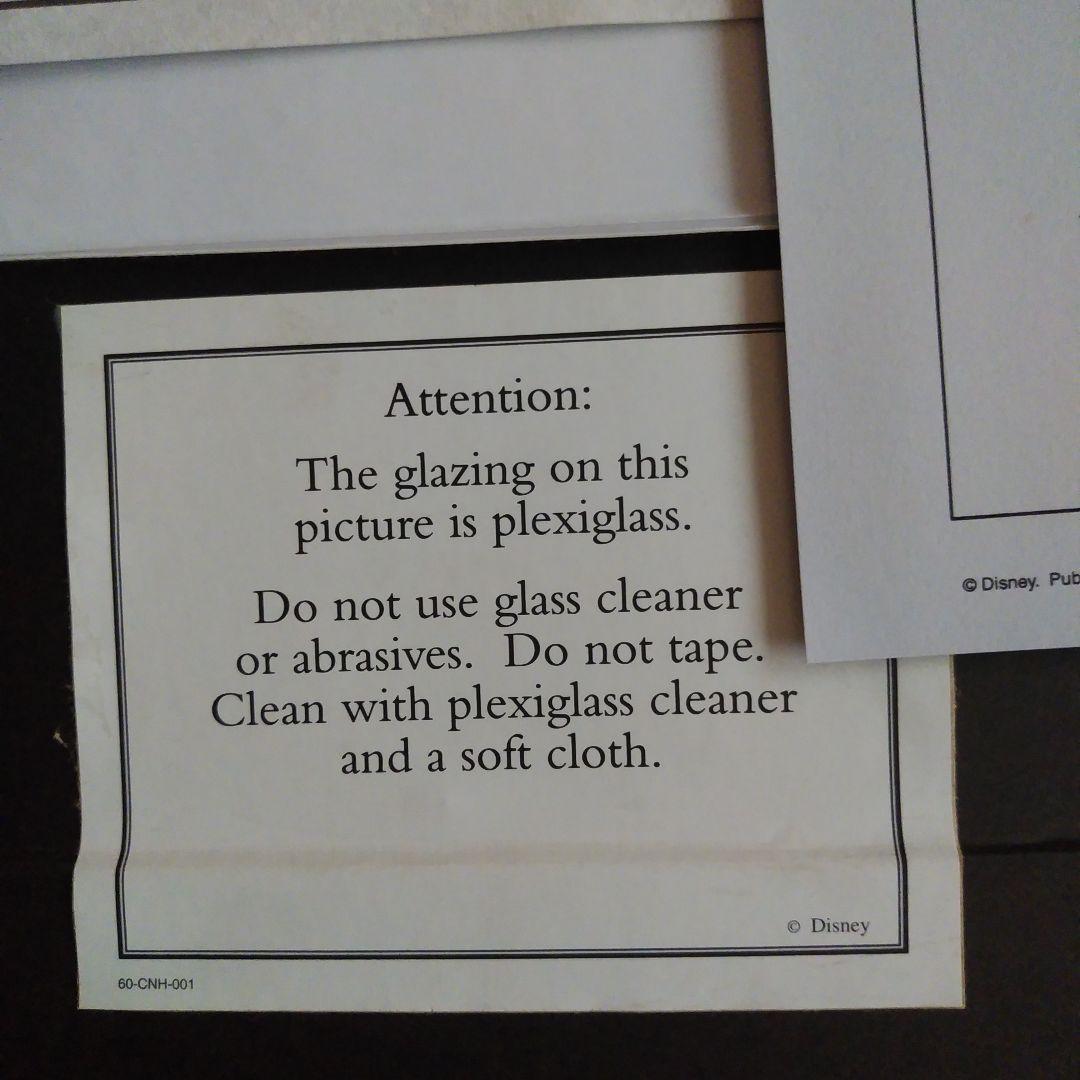 Attention:
The glazing on this
picture is plexiglass.
Do not use glass cleaner
or abrasives. Do not tape.
Clean with plexiglass cleaner
and a soft cloth.
© Disney
60-CNH-001
© Disney. Pub